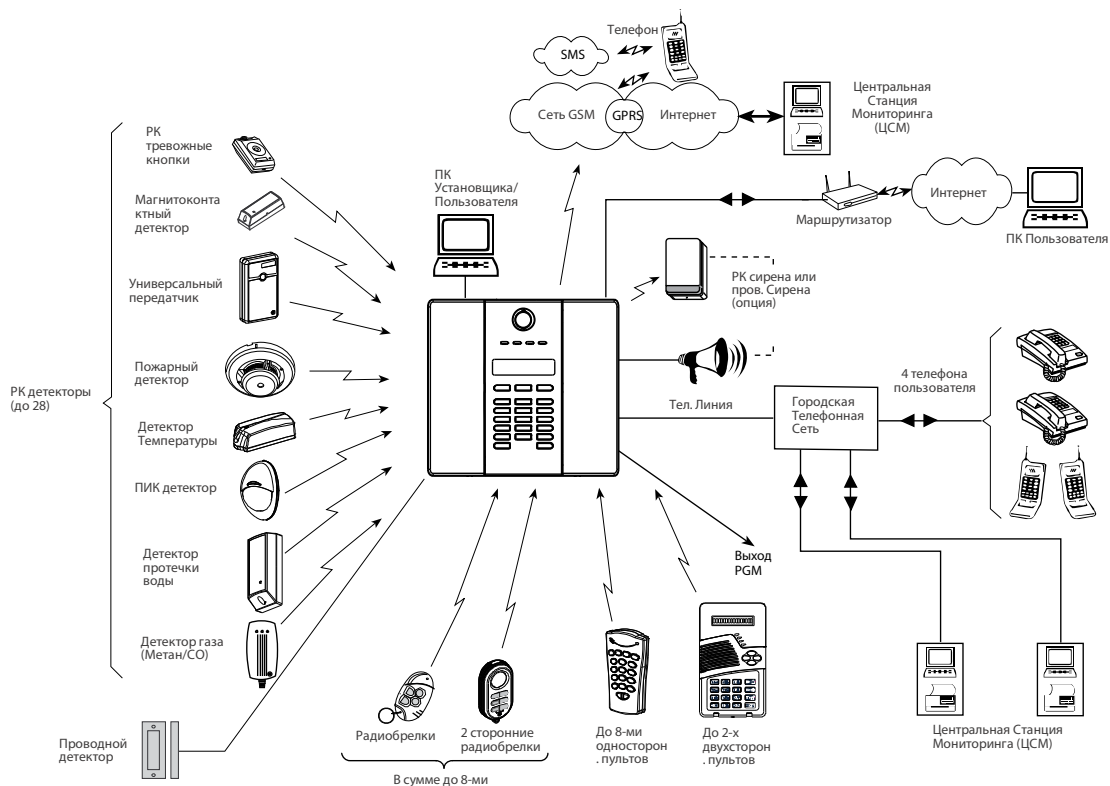 Телефон
SMS
Сеть GSM
GPRS
Интернет
Центральная
Станция
Мониторинга
(ЦСМ)
РК
тревожные
кнопки
ПК
Установщика/
Пользователя
Магнитоконта
ктный
детектор
Маршрутизатор
Интернет
ПК Пользователя
Универсальный
передатчик
РК сирена или
пров. Сирена
(опция)
Пожарный
детектор
РК детекторы
(до 28)
4 телефона
пользователя
Тел. Линия
Городская
Телефонная
Сеть
Детектор
Температуры
ПИК детектор
Детектор
протечки
воды
Выход
PGM
Детектор газа
(Метан/CO)
Проводной
детектор
Радиобрелки
2 сторонние
радиобрелки
До 8-ми
односторон
. пультов
До 2-х
двухсторон
. пультов
Центральная Станция
Мониторинга (ЦСМ)
В сумме до 8-ми